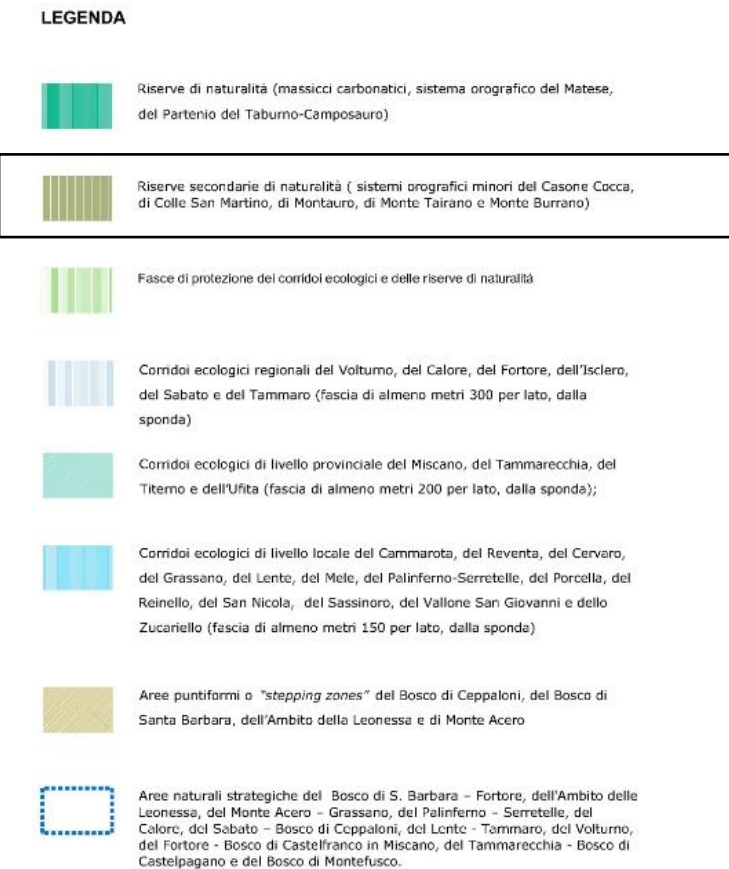 LEGENDA
Riserve di naturalità (massicci carbonatici, sistema orografico del Matese,
del Partenio del Taburno-Camposauro)
Riserve secondarie di naturalità ( sistemi orografici minori del Casone Cocca,
di Colle San Martino, di Montauro, di Monte Tairano e Monte Burrano)
Fasce di protezione dei corridoi ecologici e delle riserve di naturalità
Corridoi ecologici regionali del Volturno, del Calore, del Fortore, dell'Isclero,
del Sabato e del Tammaro (fascia di almeno metri 300 per lato, dalla
sponda)
Corridoi ecologici di livello provinciale del Miscano, del Tammarecchia, del
Titerno e dell'Ufita (fascia di almeno metri 200 per lato, dalla sponda);
Corridoi ecologici di livello locale del Cammarota, del Reventa, del Cervaro,
del Grassano, del Lente, del Mele, del Palinferno-Serretelle, del Porcella, del
Reinello, del San Nicola, del Sassinoro, del Vallone San Giovanni e dello
Zucariello (fascia di almeno metri 150 per lato, dalla sponda)
Aree puntiformi o "stepping zones" del Bosco di Ceppaloni, del Bosco di
Santa Barbara, dell'Ambito della Leonessa e di Monte Acero
Aree naturali strategiche del Bosco di S. Barbara – Fortore, dell'Ambito delle
Leonessa, del Monte Acero – Grassano, del Palinferno – Serretelle, del
Calore, del Sabato – Bosco di Ceppaloni, del Lente - Tammaro, del Volturno,
del Fortore - Bosco di Castelfranco in Miscano, del Tammarecchia - Bosco di
Castelpagano e del Bosco di Montefusco.